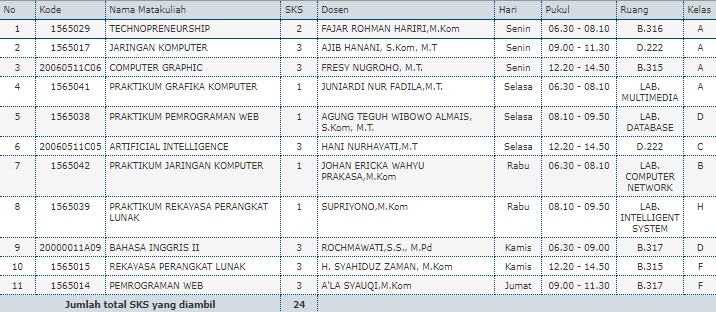 No Kode Nama Matakuliah SKS Dosen Hari Pukul Ruang Kelas
1 1565029 TECHNOPRENEURSHIP 2 FAJAR ROHMAN HARIRI,M.Kom Senin 06.30 - 08.10 B.316 A
2 1565017 JARINGAN KOMPUTER 3 AJIB HANANI, S.Kom, M.T Senin 09.00 - 11.30 D.222 A
3 20060511C06 COMPUTER GRAPHIC 3 FRESY NUGROHO, M.T. Senin 12.20 - 14.50 B.315 A
4 1565041 PRAKTIKUM GRAFIKA KOMPUTER 1 JUNIARDI NUR FADILA,M.T. Selasa 06.30 - 08.10 LAB. A
MULTIMEDIA
5 1565038 PRAKTIKUM PEMROGRAMAN WEB 1 AGUNG TEGUH WIBOWO ALMAIS, Selasa 08.10 - 09.50 LAB. D
S.Kom, M.T. DATABASE
6 20060511C05 ARTIFICIAL INTELLIGENCE 3 HANI NURHAYATI,M.T Selasa 12.20 - 14.50 D.222 C
7 1565042 PRAKTIKUM JARINGAN KOMPUTER 1 JOHAN ERICKA WAHYU Rabu 06.30 - 08.10 LAB. B
PRAKASA,M.Kom COMPUTER
NETWORK
8 1565039 PRAKTIKUM REKAYASA PERANGKAT 1 SUPRIYONO,M.Kom Rabu 08.10 - 09.50 LAB. H
LUNAK INTELLIGENT
SYSTEM
9 20000011A09 BAHASA INGGRIS II 3 ROCHMAWATI,S.S., M.Pd Kamis 06.30 - 09.00 B.317 D
10 1565015 REKAYASA PERANGKAT LUNAK 3 H. SYAHIDUZ ZAMAN, M.Kom Kamis 12.20 - 14.50 B.315 F
11 1565014 PEMROGRAMAN WEB 3 A'LA SYAUQI,M.Kom Jumat 09.00 - 11.30 B.317 F
Jumlah total SKS yang diambil 24